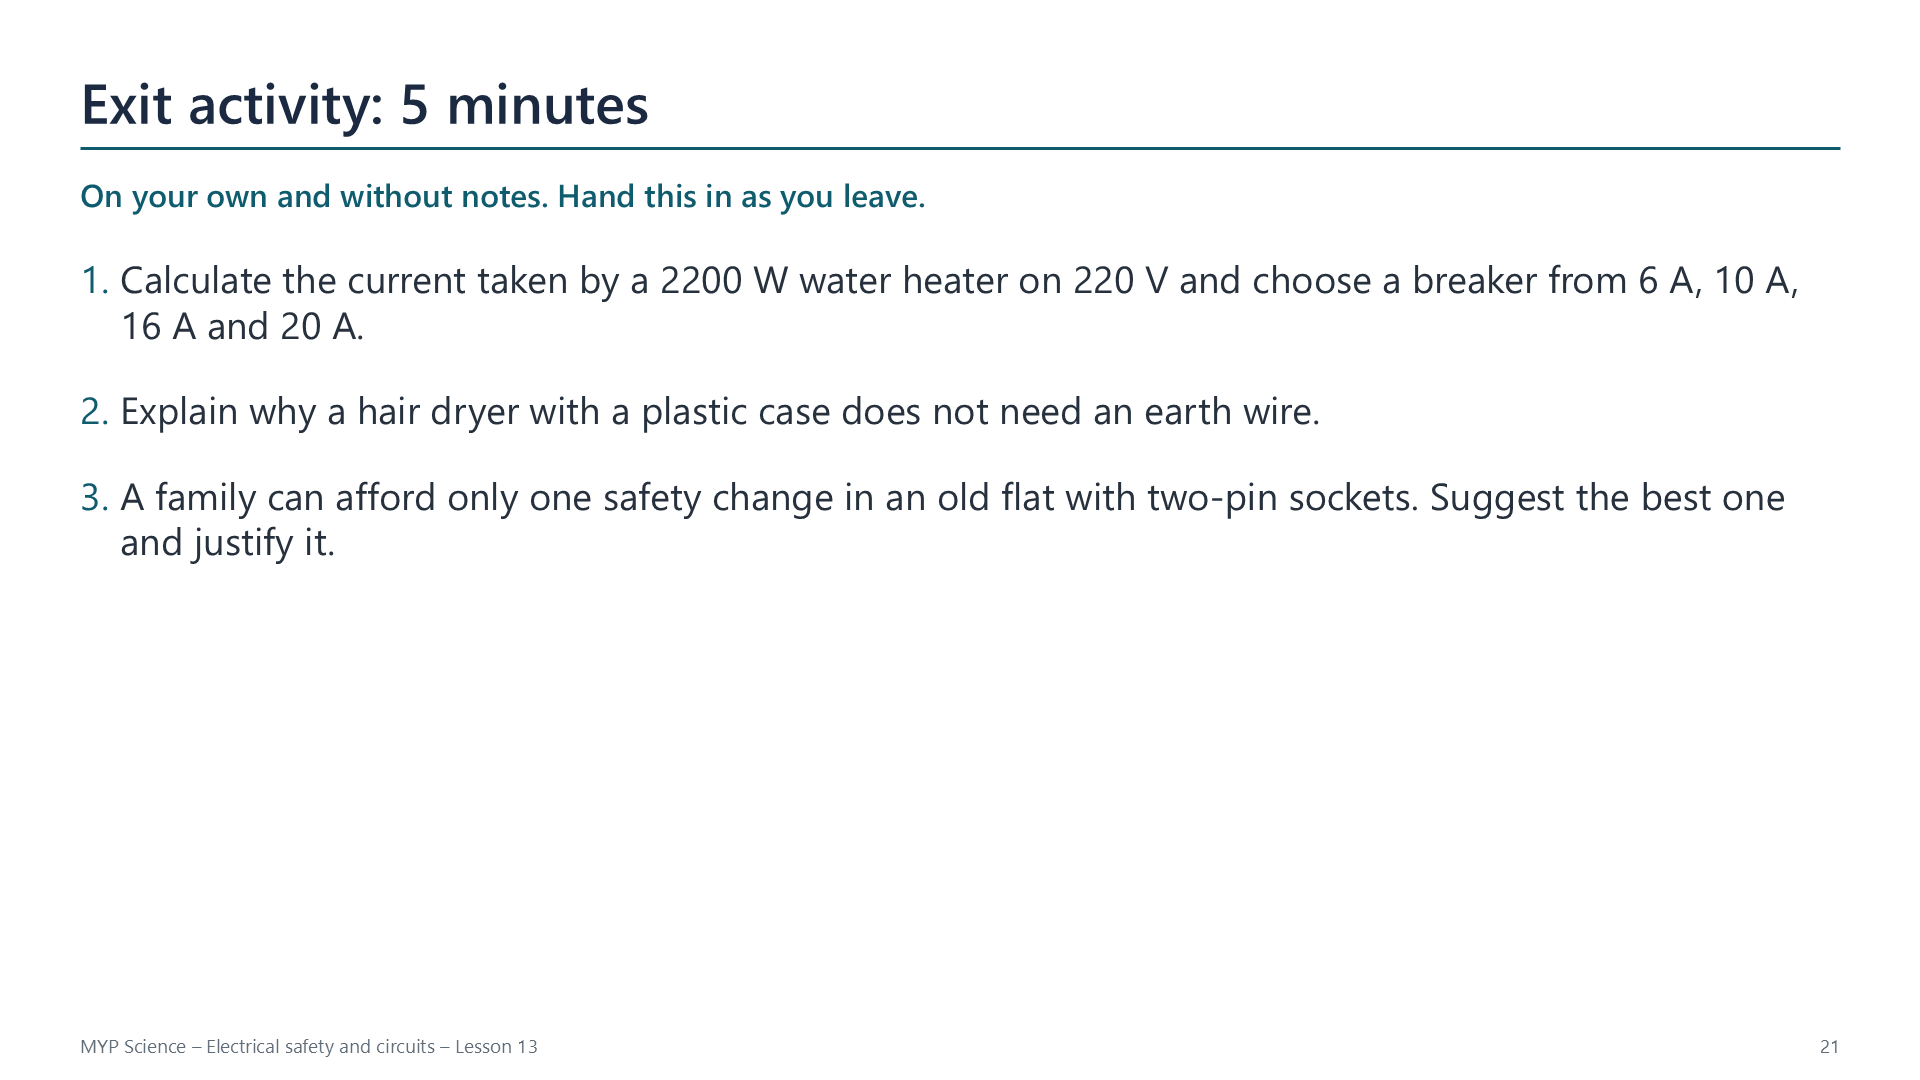 Exit activity: 5 minutes
On your own and without notes. Hand this in as you leave.
1. Calculate the current taken by a 2200 W water heater on 220 V and choose a breaker from 6 A, 10 A,
16 A and 20 A.
2. Explain why a hair dryer with a plastic case does not need an earth wire.
3. A family can afford only one safety change in an old flat with two-pin sockets. Suggest the best one
and justify it.
MYP Science – Electrical safety and circuits – Lesson 13
21